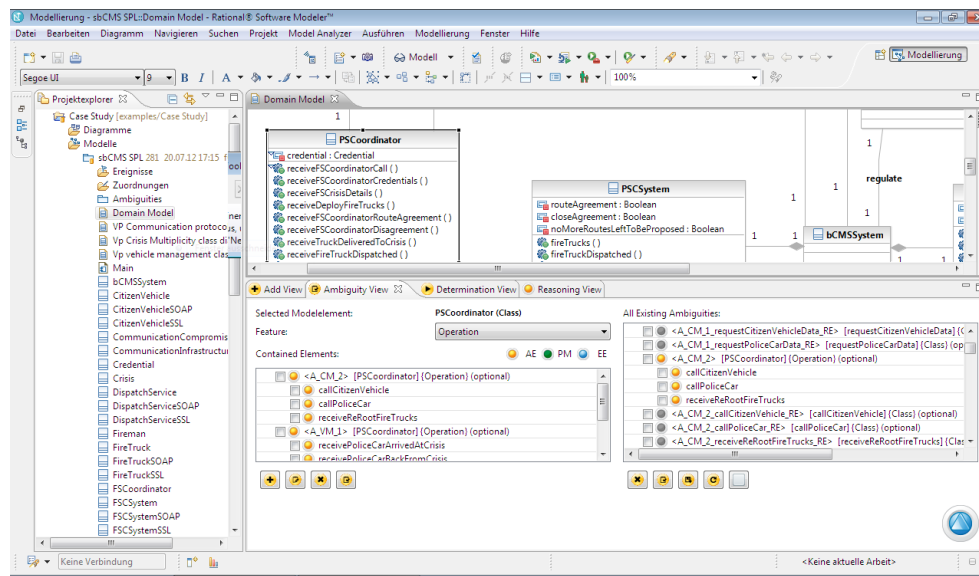 Modellierung - sbCMS SPL::Domain Model - Rational® Software Modeler™
Datei Bearbeiten Diagramm Navigieren Suchen Projekt Model Analyzer Ausführen Modellierung Fenster Hilfe
Modell
Modellierung
Segoe UI 9 B I A 100%
Projektexplorer
Case Study [examples/Case Study]
Diagramme
Modelle
sbCMS SPL 281 20.07.12 17:15 f
Ereignisse
Zuordnungen
Ambiguities
Domain Model
VP Communication protoco
Vp Crisis Multiplicity class di
Vp vehicle management clas
Main
bCMSSystem
CitizenVehicle
CitizenVehicleSOAP
CitizenVehicleSSL
CommunicationCompromis
CommunicationInfrastructu
Credential
Crisis
DispatchService
DispatchServiceSOAP
DispatchServiceSSL
Fireman
FireTruck
FireTruckSOAP
FireTruckSSL
FSCoordinator
FSCSystem
FSCSystemSOAP
FSCSystemSSL
Domain Model
1
PSCoordinator
credential : Credential
receiveFSCoordinatorCall ( )
receiveFSCoordinatorCredentials ( )
receiveFSCrisisDetails ( )
receiveDeployFireTrucks ( )
receiveFSCoordinatorRouteAgreement ( )
receiveFSCoordinatorDisagreement ( )
receiveTruckDeliveredToCrisis ( )
receiveFireTruckDispatched ( )
PSCSystem
routeAgreement : Boolean
closeAgreement : Boolean
noMoreRoutesLeftToBeProposed : Boolean
fireTrucks ( )
fireTruckDispatched ( )
1
1
1
1
1
regulate
1
bCMSSystem
1
1
Add View
Ambiguity View
Determination View
Reasoning View
Selected Modelelement: PSCoordinator (Class)
Feature: Operation
Contained Elements: AE PM EE
<A_CM_2> [PSCoordinator] {Operation} (optional)
callCitizenVehicle
callPoliceCar
receiveReRootFireTrucks
<A_VM_1> [PSCoordinator] {Operation} (optional)
receivePoliceCarArrivedAtCrisis
receivePoliceCarBackFromCrisis
All Existing Ambiguities:
<A_CM_1_requestCitizenVehicleData_RE> [requestCitizenVehicleData] {C
<A_CM_1_requestPoliceCarData_RE> [requestPoliceCarData] {Class} (op
<A_CM_2> [PSCoordinator] {Operation} (optional)
callCitizenVehicle
callPoliceCar
receiveReRootFireTrucks
<A_CM_2_callCitizenVehicle_RE> [callCitizenVehicle] {Class} (optional)
<A_CM_2_callPoliceCar_RE> [callPoliceCar] {Class} (optional)
<A_CM_2_receiveReRootFireTrucks_RE> [receiveReRootFireTrucks] {Clas
Keine Verbindung
<Keine aktuelle Arbeit>